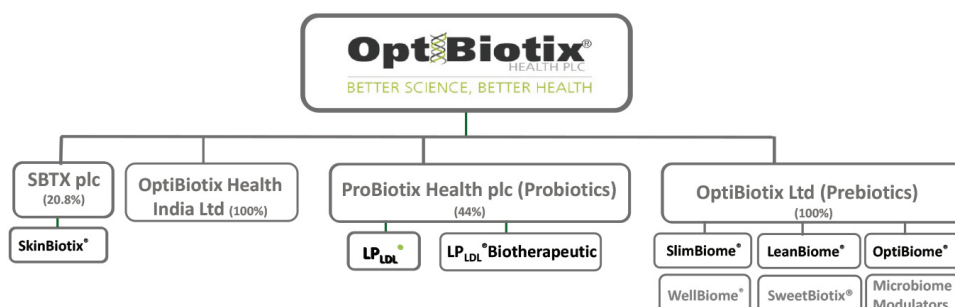 OptiBiotix®
HEALTH PLC
BETTER SCIENCE, BETTER HEALTH
SBTX plc
(20.8%)
OptiBiotix Health
India Ltd (100%)
ProBiotix Health plc (Probiotics)
(44%)
OptiBiotix Ltd (Prebiotics)
(100%)
SkinBiotix®
LPLDL®
LPLDL®Biotherapeutic
SlimBiome®
LeanBiome®
OptiBiome®
WellBiome®
SweetBiotix®
Microbiome
Modulators